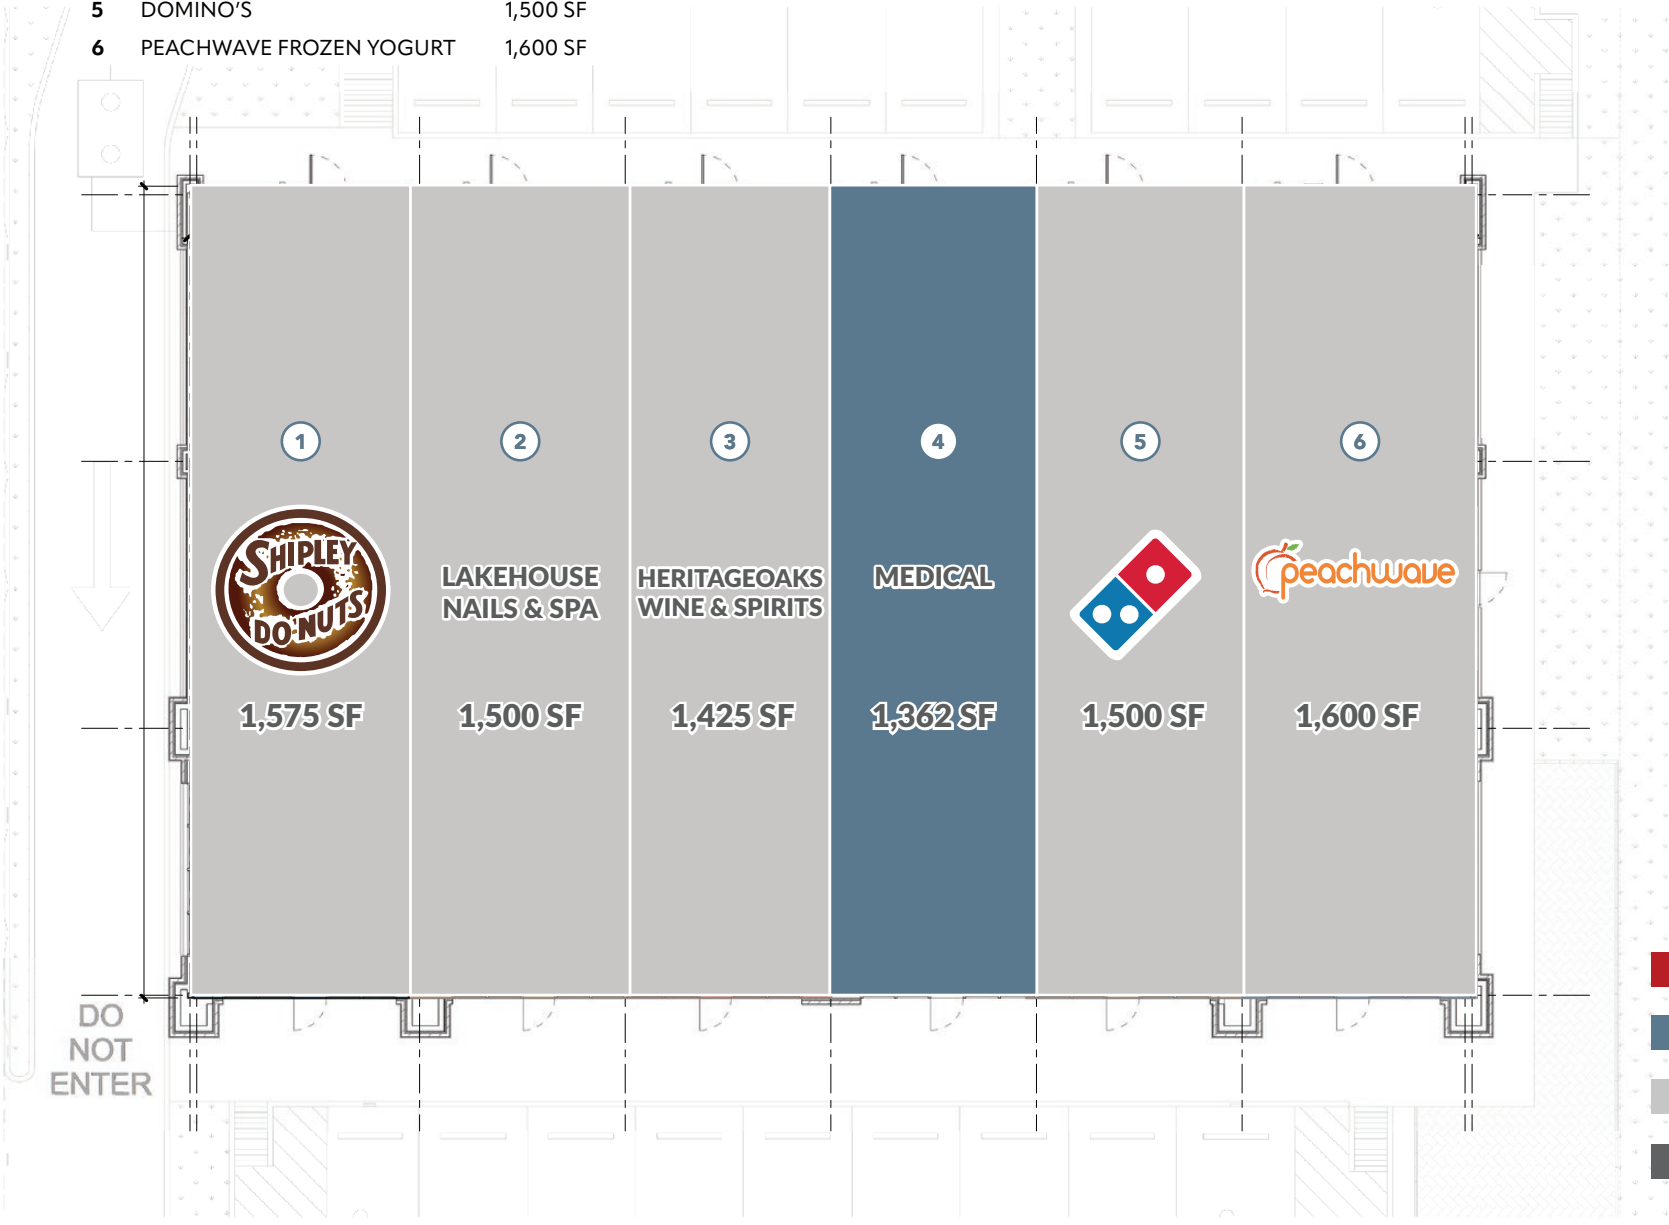 5 DOMINO'S 1,500 SF
6 PEACHWAVE FROZEN YOGURT 1,600 SF
1
2
3
4
5
6
SHIPLEY
DO-NUTS
LAKEHOUSE
NAILS & SPA
HERITAGEOAKS
WINE & SPIRITS
MEDICAL
peachwave
1,575 SF
1,500 SF
1,425 SF
1,362 SF
1,500 SF
1,600 SF
DO
NOT
ENTER